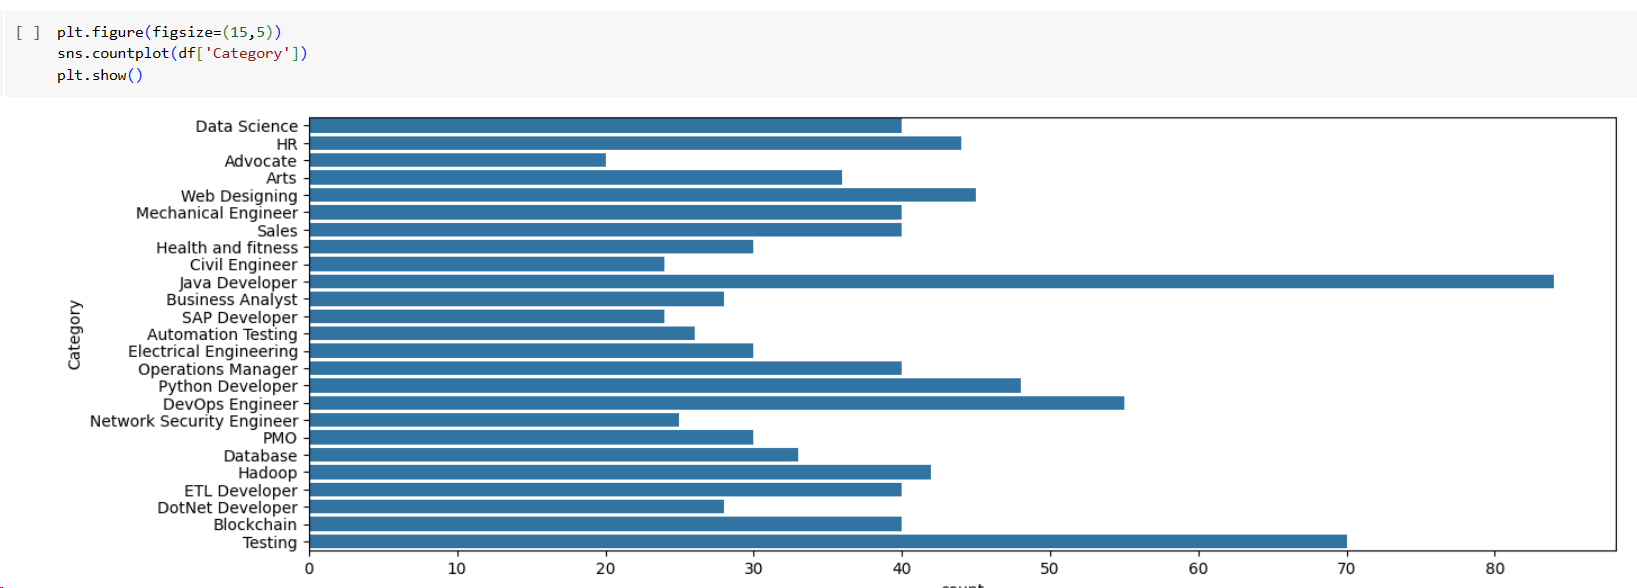 [ ] plt.figure(figsize=(15,5))
sns.countplot(df['Category'])
plt.show()
Data Science
HR
Advocate
Arts
Web Designing
Mechanical Engineer
Sales
Health and fitness
Civil Engineer
Java Developer
Business Analyst
SAP Developer
Automation Testing
Electrical Engineering
Operations Manager
Python Developer
DevOps Engineer
Network Security Engineer
PMO
Database
Hadoop
ETL Developer
DotNet Developer
Blockchain
Testing
Category
0 10 20 30 40 50 60 70 80